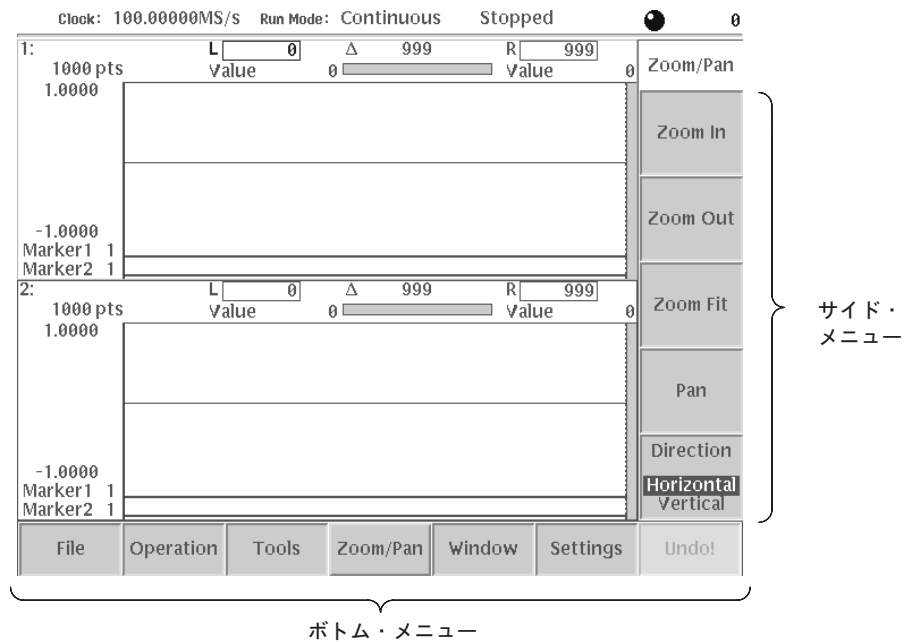 Clock: 100.00000MS/s Run Mode: Continuous Stopped 0
1: L 0 Δ 999 R 999
1000 pts Value 0 Value 0
1.0000
-1.0000
Marker1 1
Marker2 1
2: L 0 Δ 999 R 999
1000 pts Value 0 Value 0
1.0000
-1.0000
Marker1 1
Marker2 1
Zoom/Pan
Zoom In
Zoom Out
Zoom Fit
Pan
Direction
Horizontal
Vertical
サイド・
メニュー
File Operation Tools Zoom/Pan Window Settings Undo!
ボトム・メニュー